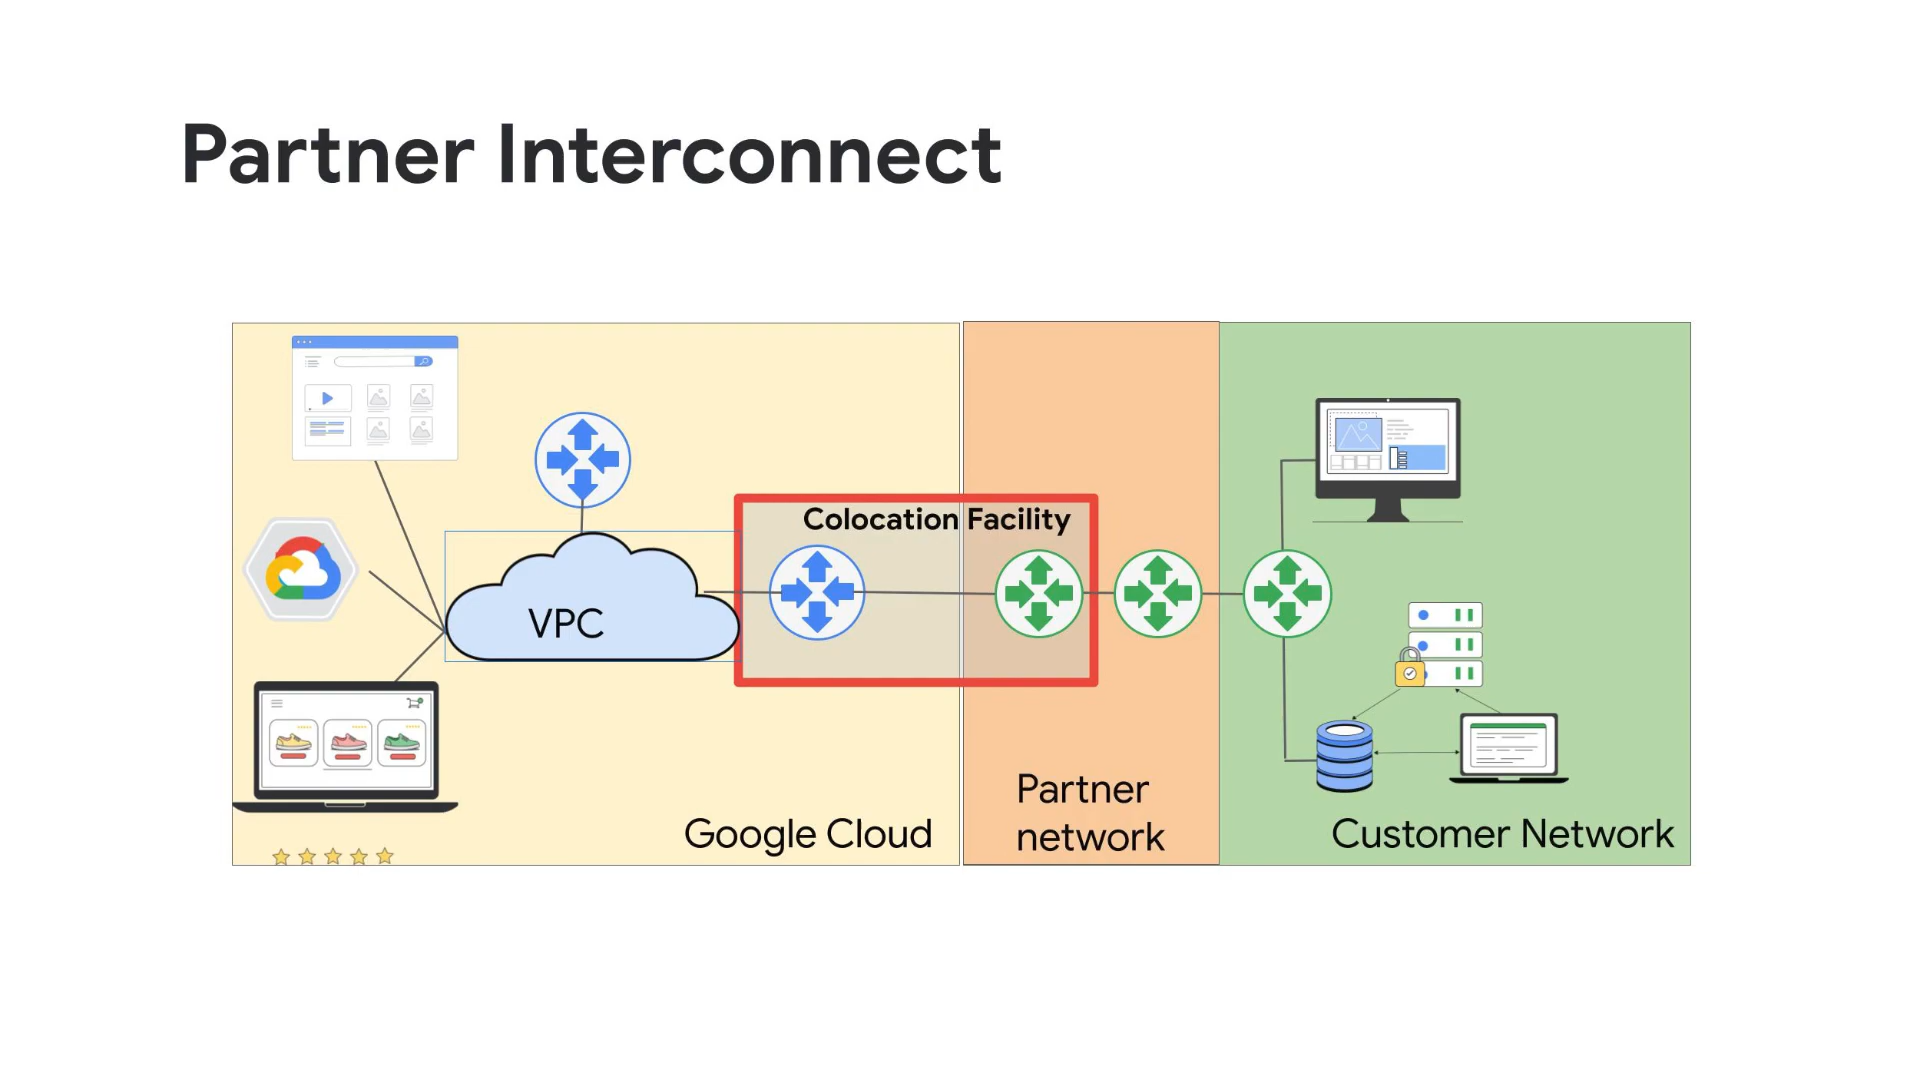 Partner Interconnect
Colocation Facility
VPC
Google Cloud
Partner
network
Customer Network